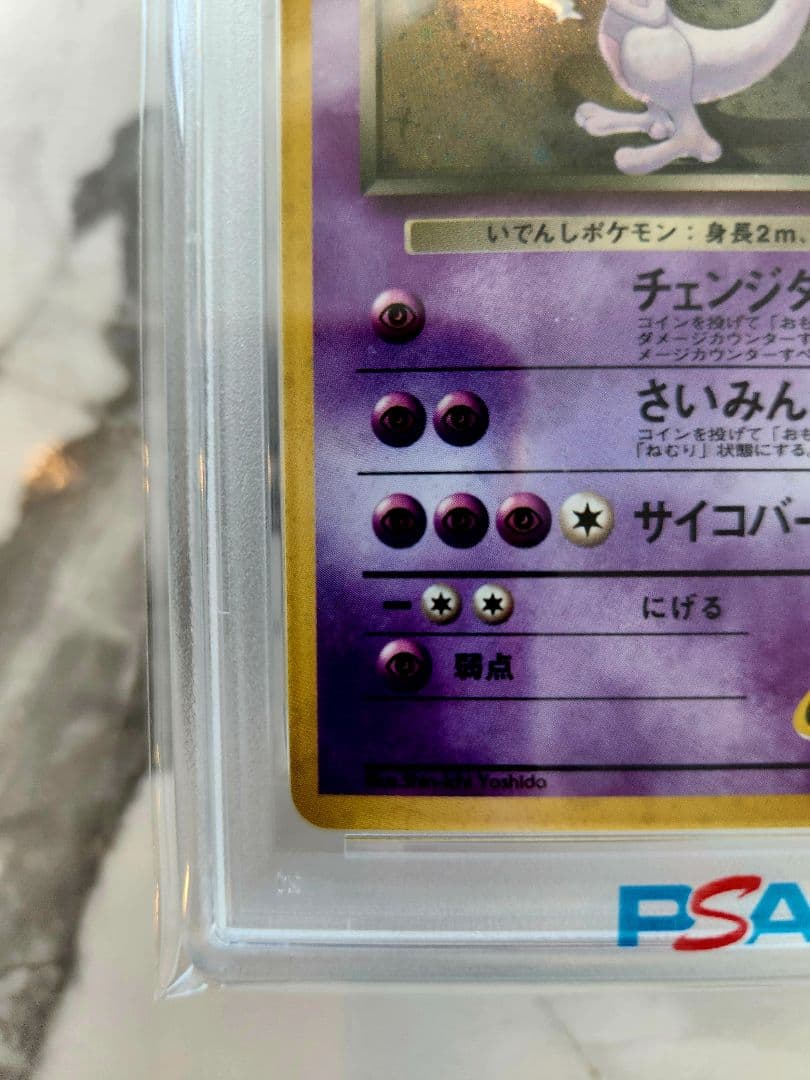 いでんしポケモン：身長2m、
チェンジダ
コインを投げて「おも
ダメージカウンターす
メージカウンターすべ
さいみん
コインを投げて「おも
「ねむり」状態にする。
サイコバー
にげる
弱点
Shin-ichi Yoshida
PSA